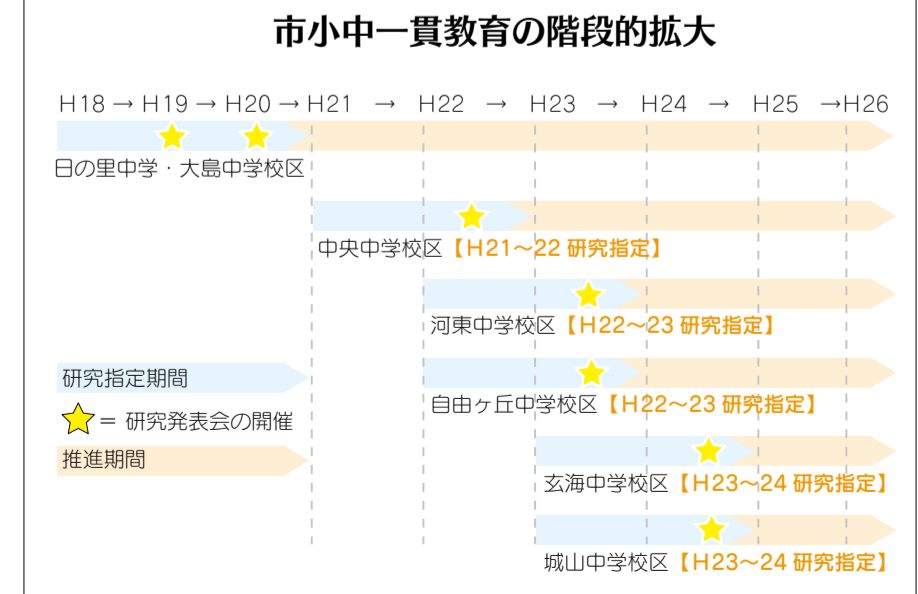 市小中一貫教育の階段的拡大
H18→H19→H20→H21 → H22 → H23 → H24 → H25 →H26
日の里中学・大島中学校区
中央中学校区【H21〜22 研究指定】
河東中学校区【H22〜23 研究指定】
研究指定期間
自由ヶ丘中学校区【H22〜23 研究指定】
= 研究発表会の開催
推進期間
玄海中学校区【H23〜24 研究指定】
城山中学校区【H23〜24 研究指定】